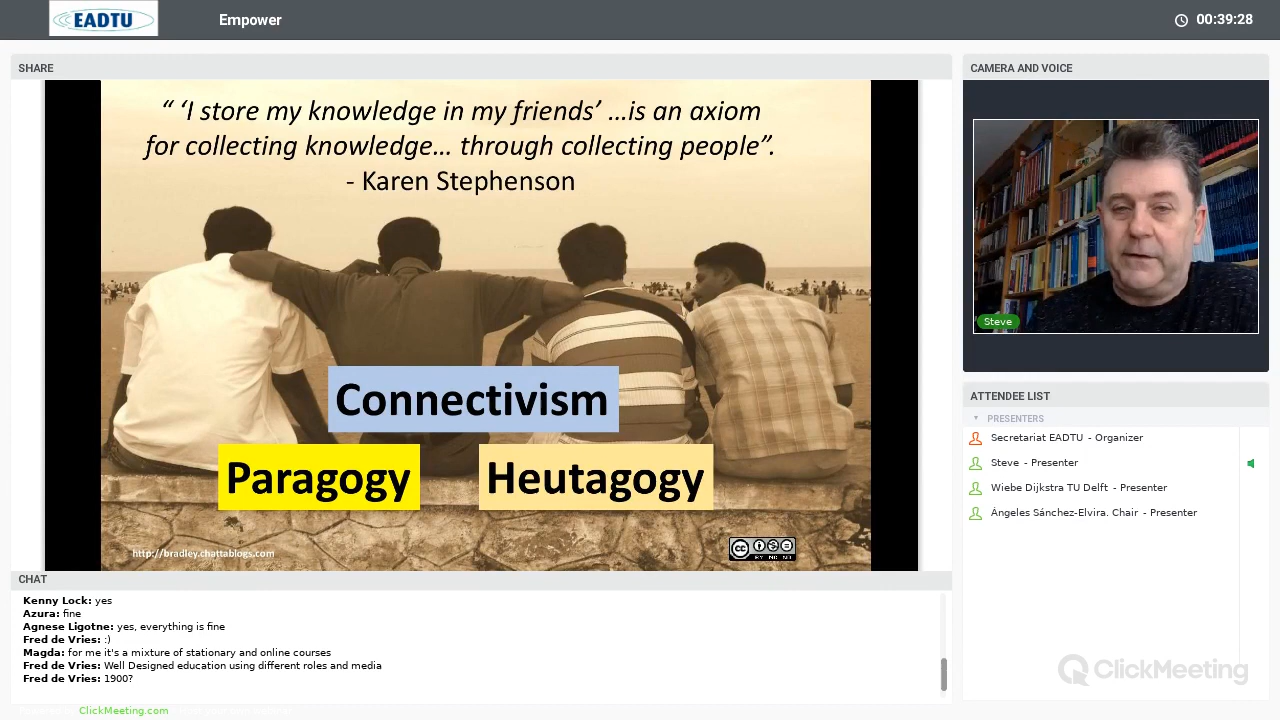 EADTU
Empower
00:39:28
SHARE
CAMERA AND VOICE
“ ‘I store my knowledge in my friends’ …is an axiom
for collecting knowledge… through collecting people”.
- Karen Stephenson
Connectivism
Paragogy
Heutagogy
http://bradley.chattablogs.com
CC
BY NC ND
Steve
ATTENDEE LIST
PRESENTERS
Secretariat EADTU - Organizer
Steve - Presenter
Wiebe Dijkstra TU Delft - Presenter
Ángeles Sánchez-Elvira. Chair - Presenter
CHAT
Kenny Lock: yes
Azura: fine
Agnese Ligotne: yes, everything is fine
Fred de Vries: :)
Magda: for me it's a mixture of stationary and online courses
Fred de Vries: Well Designed education using different roles and media
Fred de Vries: 1900?
ClickMeeting
ClickMeeting.com